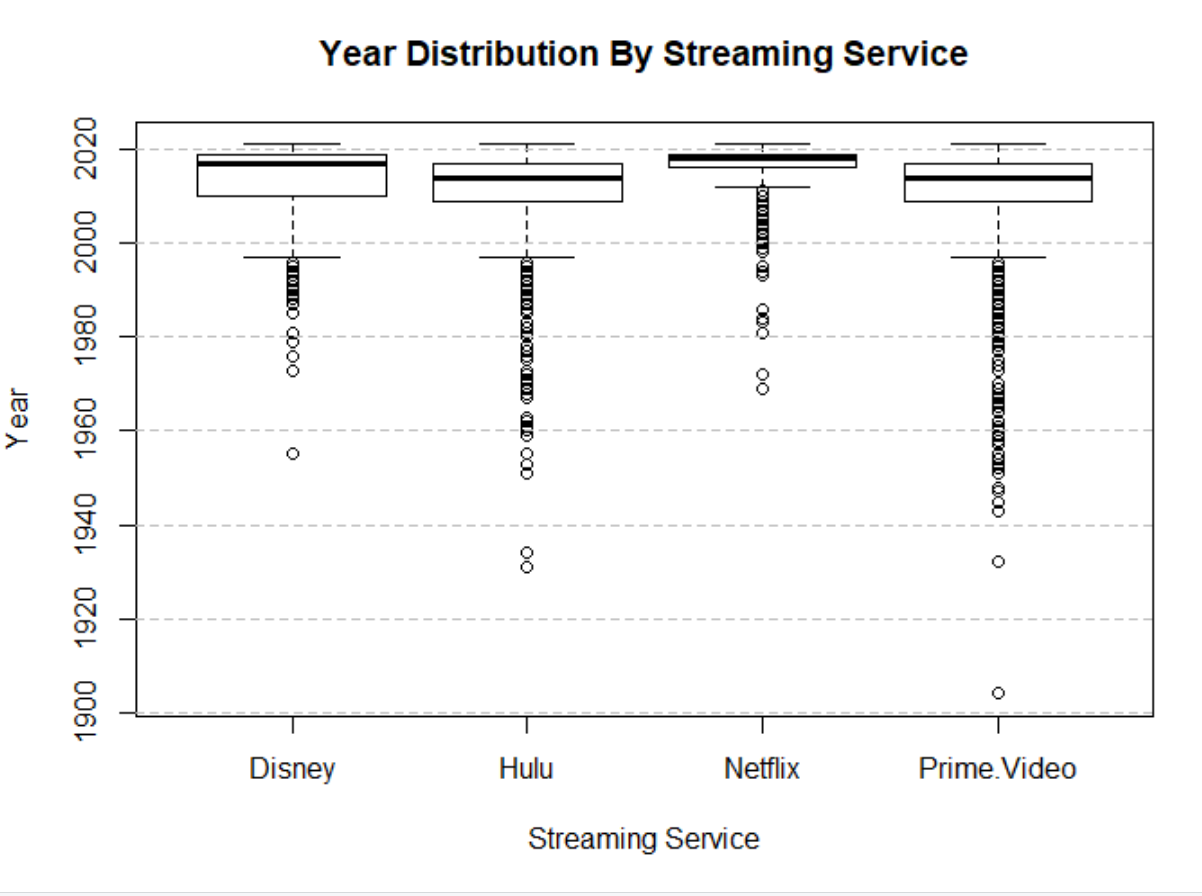 Year Distribution By Streaming Service
2020
2000
1980
1960
1940
1920
1900
Year
Disney Hulu Netflix Prime.Video
Streaming Service